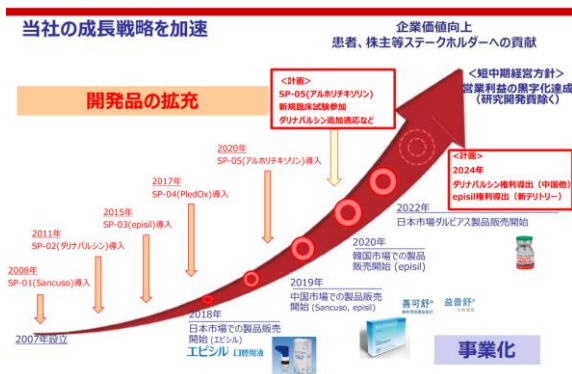 当社の成長戦略を加速
企業価値向上
患者、株主等ステークホルダーへの貢献
<計画>
SP-05(アルホリチキソリン)
新規臨床試験参加
ダリナパルシン追加適応など
<短中期経営方針>
営業利益の黒字化達成
(研究開発費除く)
開発品の拡充
2020年
SP-05(アルホリチキソリン)導入
2017年
SP-04(PledOx)導入
2015年
SP-03(episil)導入
2011年
SP-02(ダリナパルシン)導入
2008年
SP-01(Sancuso)導入
2007年設立
<計画>
2024年
ダリナパルシン権利導出(中国他)
episil権利導出(新テリトリー)
2022年
日本市場ダルビアス製品販売開始
2020年
韓国市場での製品
販売開始(episil)
2019年
中国市場での製品販売
開始(Sancuso, episil)
2018年
日本市場での製品販売
開始(エピシル)
エピシル 口腔用液
善可舒
益普舒
事業化